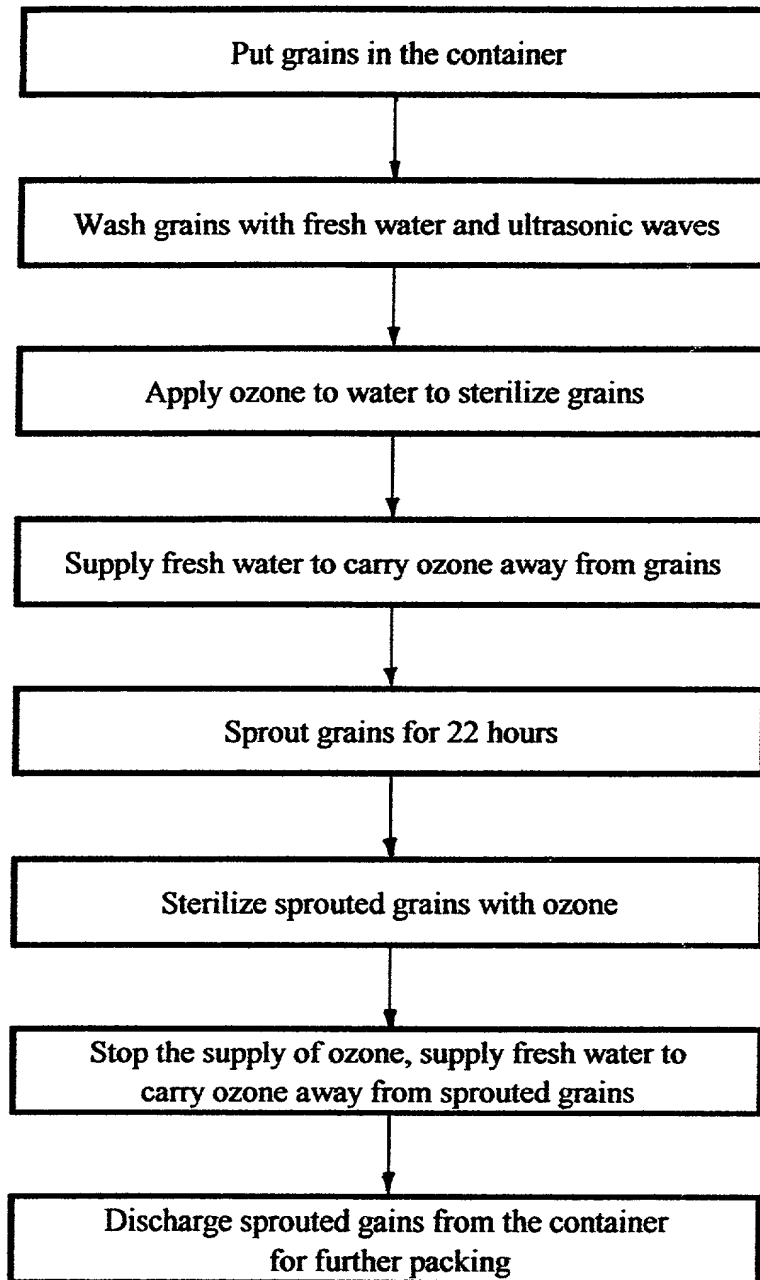 Put grains in the container
Wash grains with fresh water and ultrasonic waves
Apply ozone to water to sterilize grains
Supply fresh water to carry ozone away from grains
Sprout grains for 22 hours
Sterilize sprouted grains with ozone
Stop the supply of ozone, supply fresh water to
carry ozone away from sprouted grains
Discharge sprouted gains from the container
for further packing